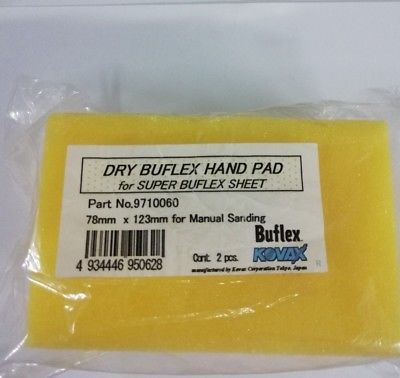 DRY BUFLEX HAND PAD
for SUPER BUFLEX SHEET
Part No.9710060
78mm x 123mm for Manual Sanding
Buflex
Cont. 2 pcs. KOVAX
manufactured by Kovax Corporation Tokyo, Japan
4 934446 950628